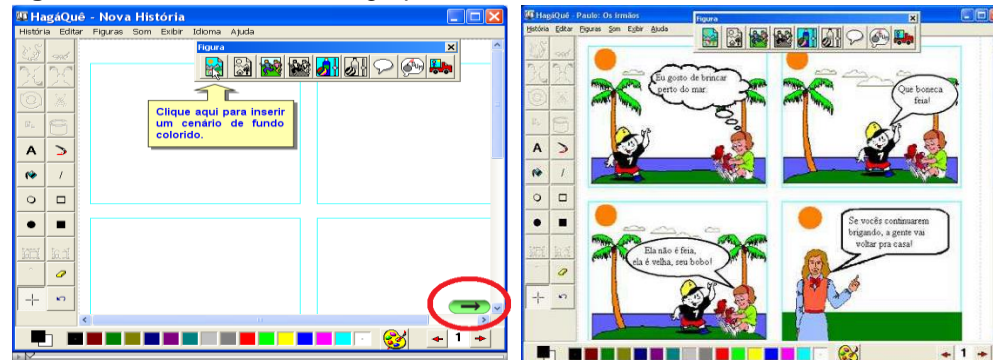 HagáQuê - Nova História
História Editar Figuras Som Exibir Idioma Ajuda
Figura
Clique aqui para inserir
um cenário de fundo
colorido.
A
1
HagáQuê - Paulo: Os Irmãos
História Editar Figuras Som Exibir Ajuda
Figura
Eu gosto de brincar
perto do mar.
Que boneca
feia!
A
Ela não é feia,
ela é velha, seu bobo!
Se vocês continuarem
brigando, a gente vai
voltar pra casa!
1